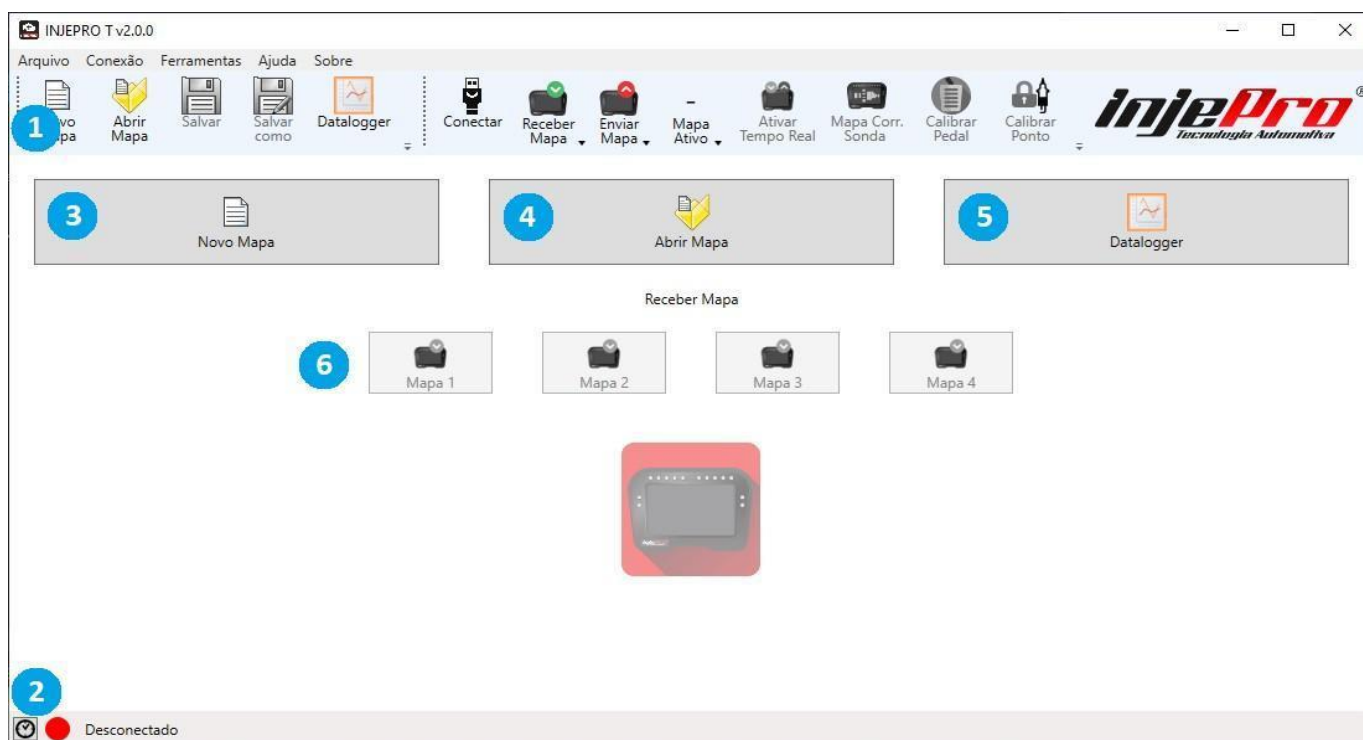 INJEPRO T v2.0.0
Arquivo Conexão Ferramentas Ajuda Sobre
1
vo
pa
Abrir
Mapa
Salvar
Salvar
como
Datalogger
Conectar
Receber
Mapa
Enviar
Mapa
-
Mapa
Ativo
Ativar
Tempo Real
Mapa Corr.
Sonda
Calibrar
Pedal
Calibrar
Ponto
injePro®
Tecnologia Automotiva
3
Novo Mapa
4
Abrir Mapa
5
Datalogger
Receber Mapa
6
Mapa 1
Mapa 2
Mapa 3
Mapa 4
2
Desconectado